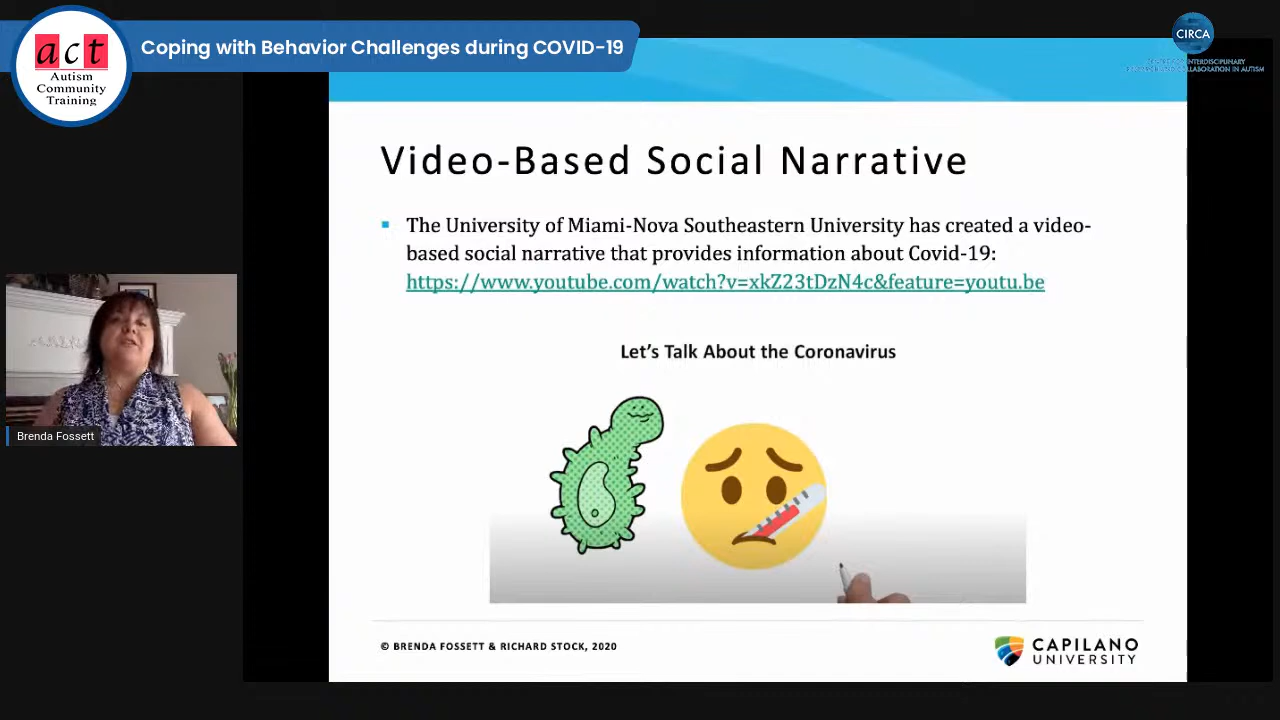 act
Autism
Community
Training
Coping with Behavior Challenges during COVID-19
CIRCA
Video-Based Social Narrative
The University of Miami-Nova Southeastern University has created a video-
based social narrative that provides information about Covid-19:
https://www.youtube.com/watch?v=xkZ23tDzN4c&feature=youtu.be
Let's Talk About the Coronavirus
Brenda Fossett
© BRENDA FOSSETT & RICHARD STOCK, 2020
CAPILANO
UNIVERSITY